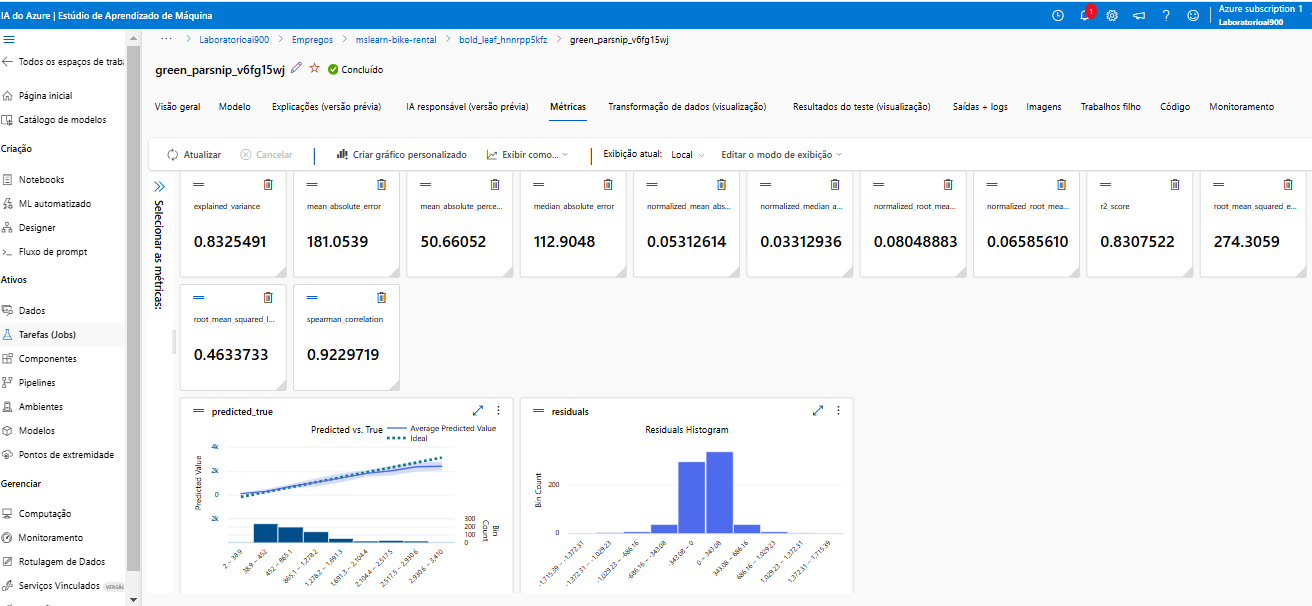 IA do Azure | Estúdio de Aprendizado de Máquina
1
Azure subscription 1
Laboratorioai900
Todos os espaços de traba
Página inicial
Catálogo de modelos
Criação
Notebooks
ML automatizado
Designer
Fluxo de prompt
Ativos
Dados
Tarefas (Jobs)
Componentes
Pipelines
Ambientes
Modelos
Pontos de extremidade
Gerenciar
Computação
Monitoramento
Rotulagem de Dados
Serviços Vinculados
... > Laboratorioai900 > Empregos > mslearn-bike-rental > bold_leaf_hnnrpp5kfz > green_parsnip_v6fg15wj
green_parsnip_v6fg15wj Concluído
Visão geral Modelo Explicações (versão prévia) IA responsável (versão prévia) Métricas Transformação de dados (visualização) Resultados do teste (visualização) Saídas + logs Imagens Trabalhos filho Código Monitoramento
Atualizar Cancelar Criar gráfico personalizado Exibir como... Exibição atual: Local Editar o modo de exibição
Selecionar as métricas:
explained_variance
0.8325491
mean_absolute_error
181.0539
mean_absolute_perce...
50.66052
median_absolute_error
112.9048
normalized_mean_abs...
0.05312614
normalized_median_a...
0.03312936
normalized_root_mea...
0.08048883
normalized_root_mea...
0.06585610
r2_score
0.8307522
root_mean_squared_e...
274.3059
root_mean_squared_l...
0.4633733
spearman_correlation
0.9229719
predicted_true
Predicted vs. True
Average Predicted Value
Ideal
Predicted Value
4k
2k
0
2k
300
200
100
0
Bin
Count
2 – 38.9
38.9 – 452
452 – 865.1
865.1 – 1,278.2
1,278.2 – 1,691.3
1,691.3 – 2,104.4
2,104.4 – 2,517.5
2,517.5 – 2,930.6
2,930.6 – 3,410
residuals
Residuals Histogram
Bin Count
200
0
-1,715.39 – -1,372.31
-1,372.31 – -1,029.23
-1,029.23 – -686.16
-686.16 – -343.08
-343.08 – 0
0 – 343.08
343.08 – 686.16
686.16 – 1,029.23
1,029.23 – 1,372.31
1,372.31 – 1,715.39